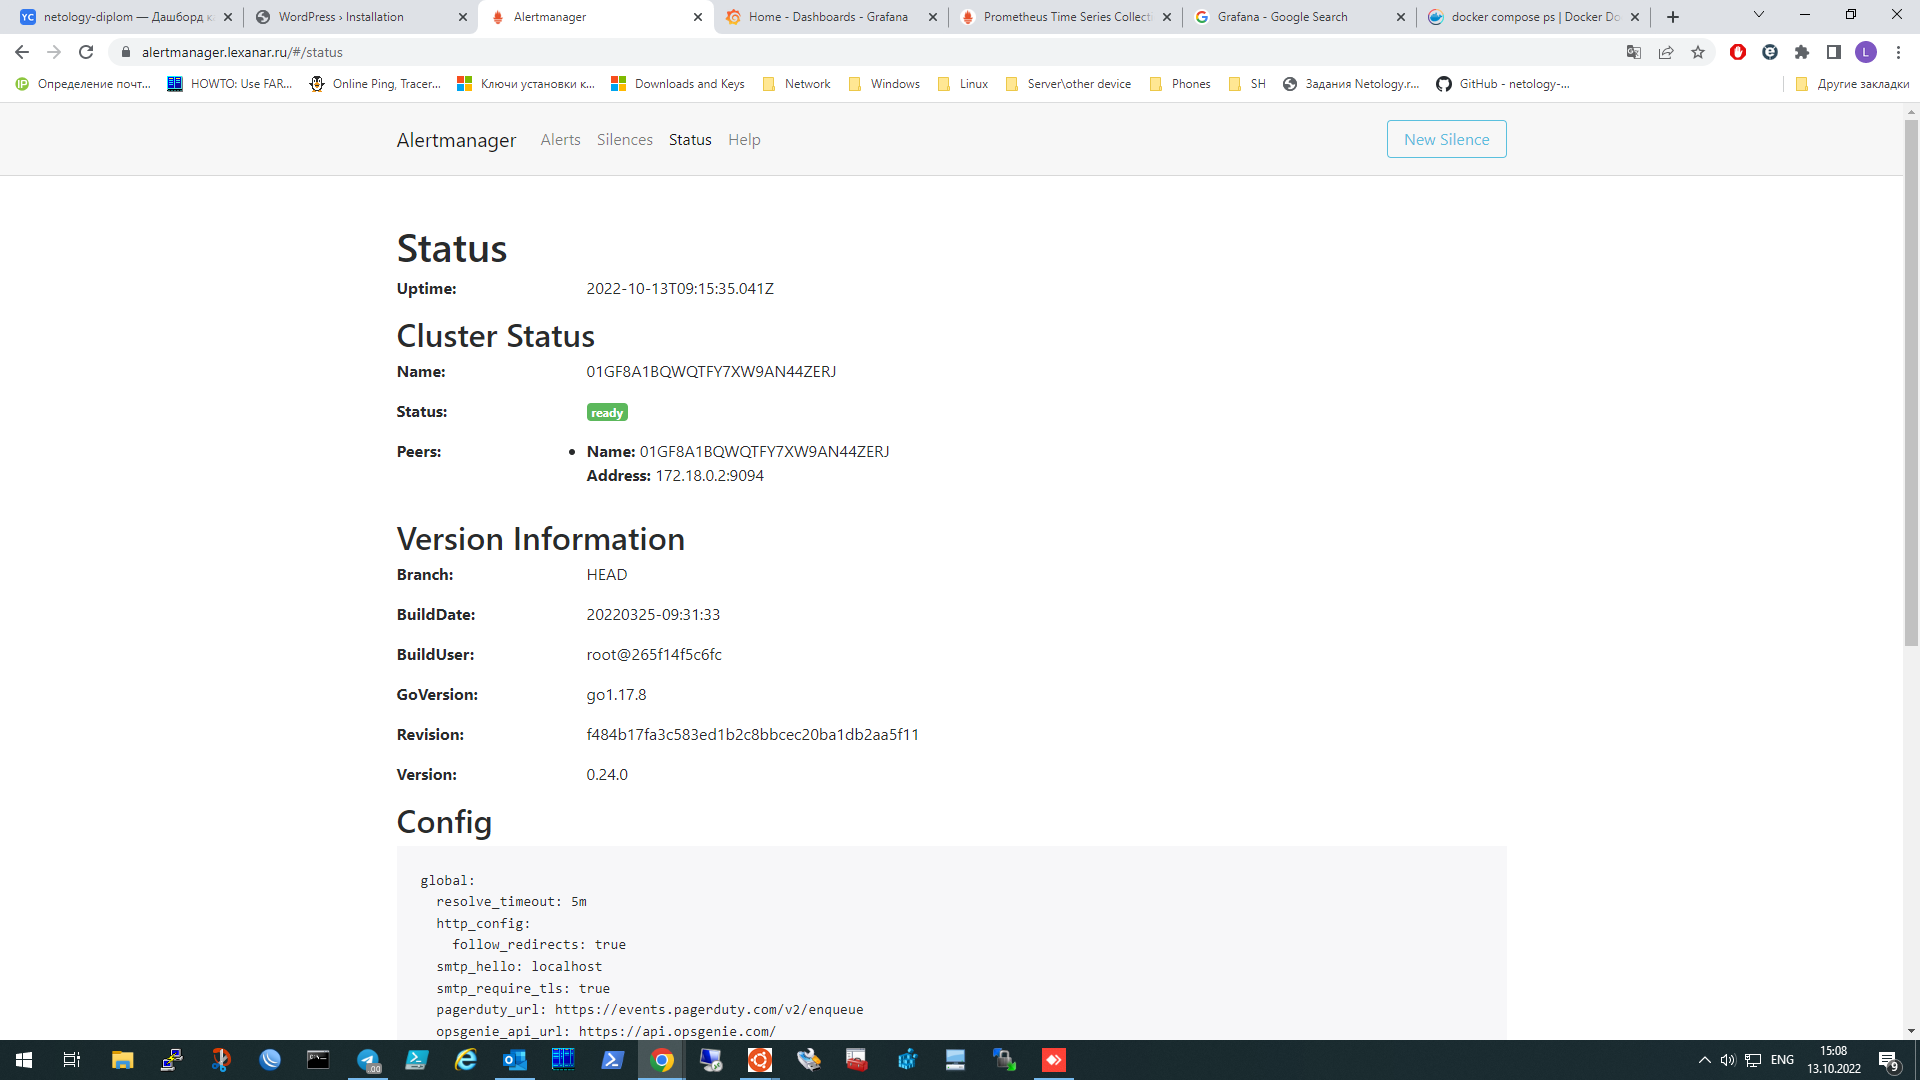 netology-diplom — Дашборд к
WordPress › Installation
Alertmanager
Home - Dashboards - Grafana
Prometheus Time Series Collecti
Grafana - Google Search
docker compose ps | Docker Do
alertmanager.lexanar.ru/#/status
Определение почт...
HOWTO: Use FAR...
Online Ping, Tracer...
Ключи установки к...
Downloads and Keys
Network
Windows
Linux
Server\other device
Phones
SH
Задания Netology.r...
GitHub - netology-...
Другие закладки
Alertmanager
Alerts
Silences
Status
Help
New Silence
Status
Uptime: 2022-10-13T09:15:35.041Z
Cluster Status
Name: 01GF8A1BQWQTFY7XW9AN44ZERJ
Status: ready
Peers: • Name: 01GF8A1BQWQTFY7XW9AN44ZERJ
Address: 172.18.0.2:9094
Version Information
Branch: HEAD
BuildDate: 20220325-09:31:33
BuildUser: root@265f14f5c6fc
GoVersion: go1.17.8
Revision: f484b17fa3c583ed1b2c8bbcec20ba1db2aa5f11
Version: 0.24.0
Config
global:
resolve_timeout: 5m
http_config:
follow_redirects: true
smtp_hello: localhost
smtp_require_tls: true
pagerduty_url: https://events.pagerduty.com/v2/enqueue
opsgenie_api_url: https://api.opsgenie.com/
ENG
15:08
13.10.2022
9